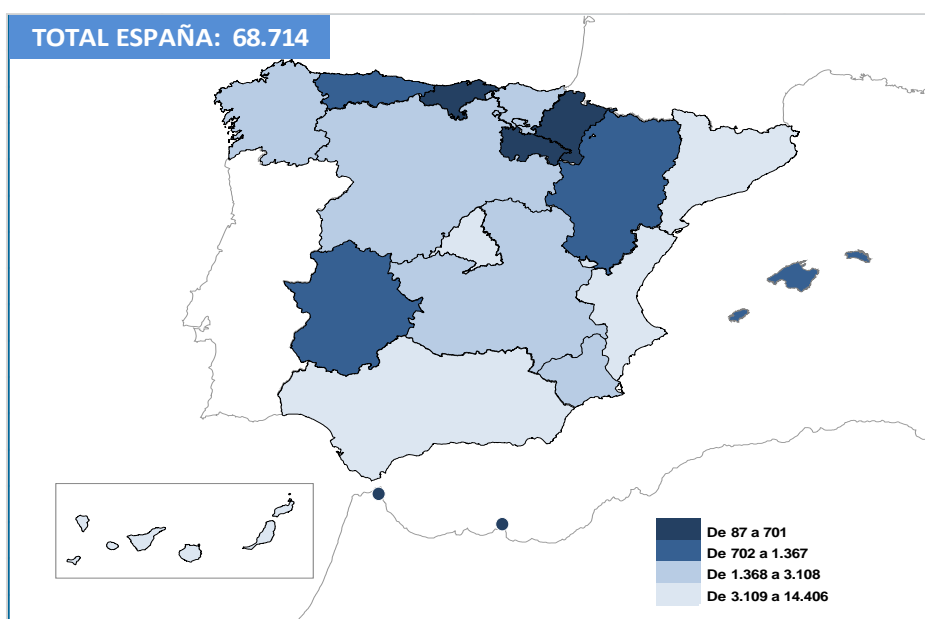 TOTAL ESPAÑA: 68.714
De 87 a 701
De 702 a 1.367
De 1.368 a 3.108
De 3.109 a 14.406